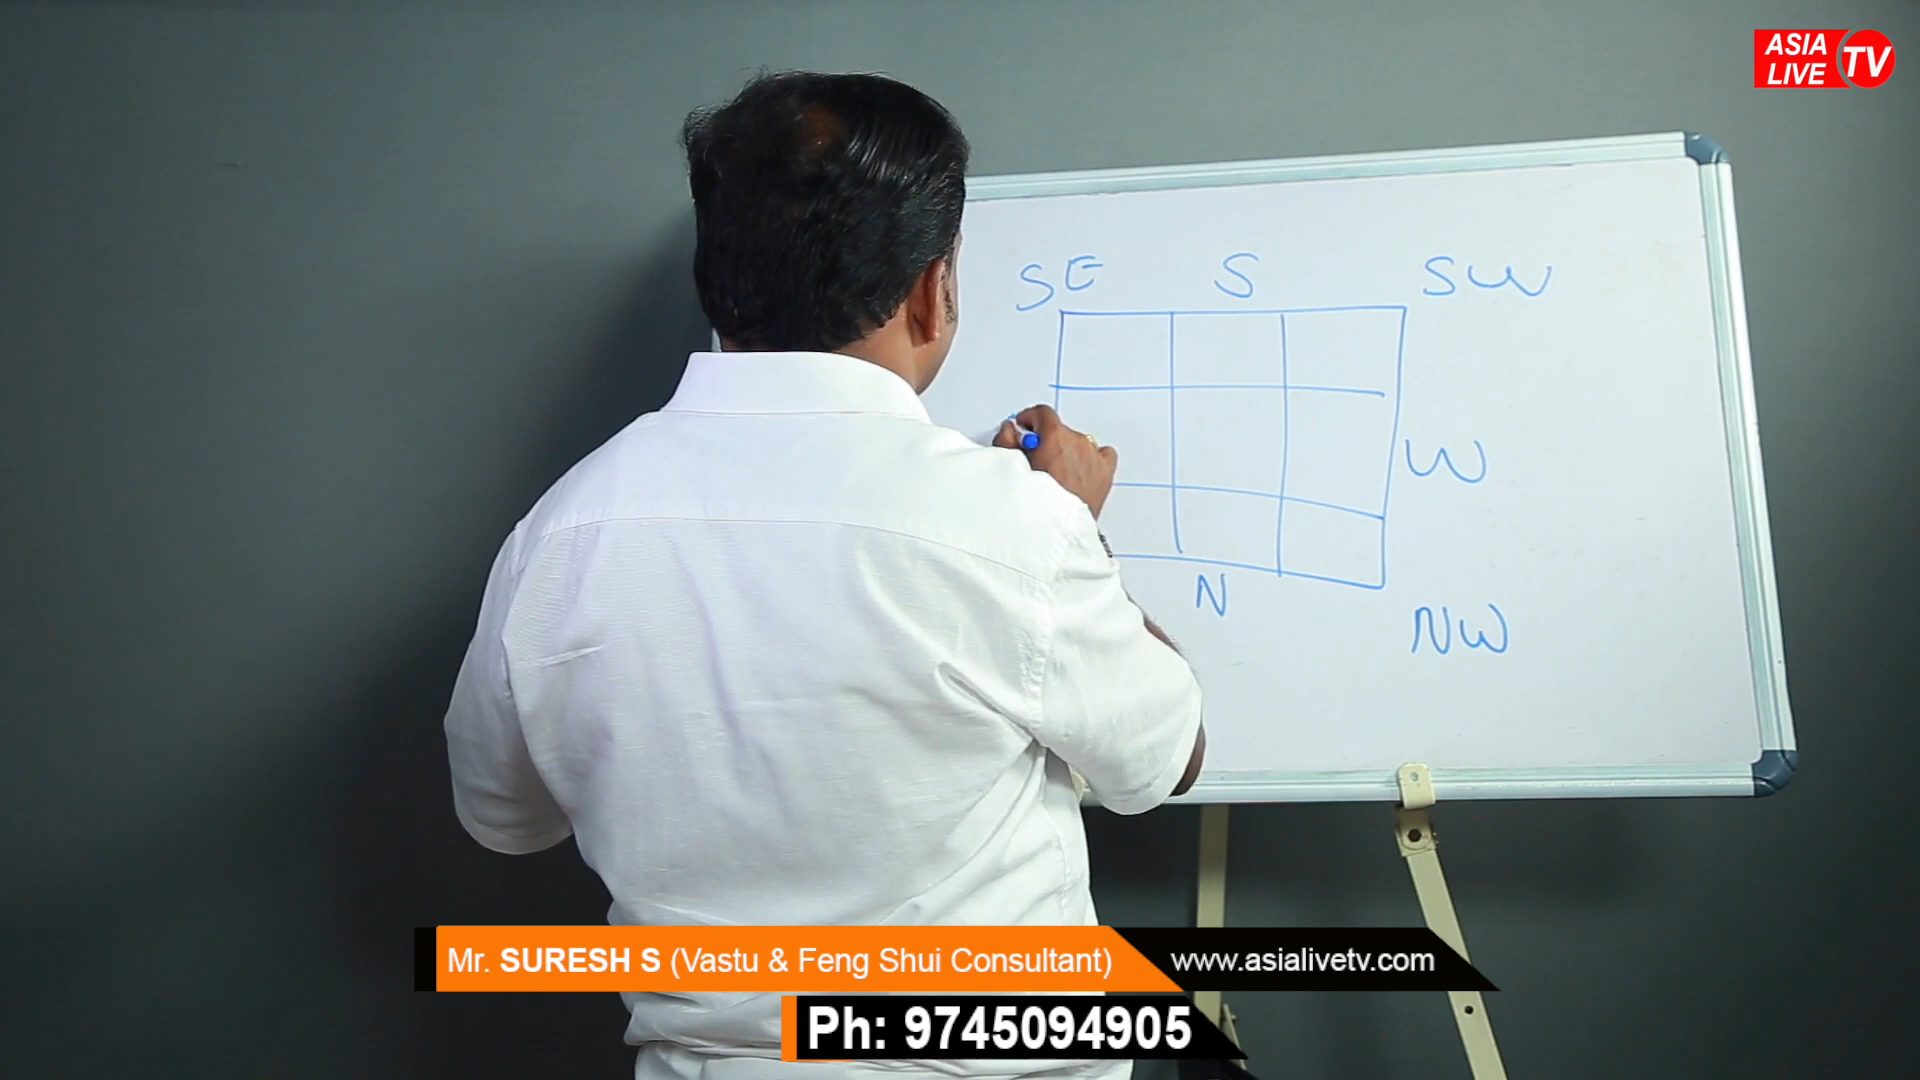 ASIA
LIVE TV
SE S SW
W
N
NW
Mr. SURESH S (Vastu & Feng Shui Consultant) www.asialivetv.com
Ph: 9745094905